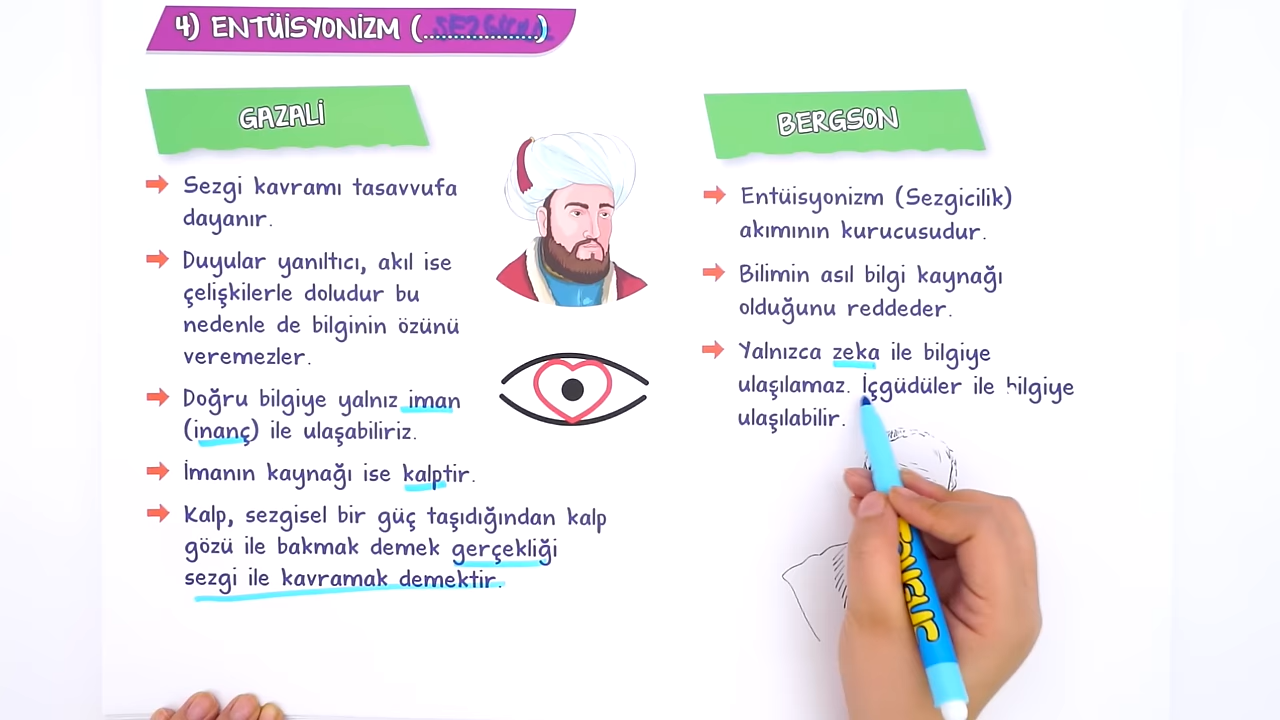 4) ENTÜİSYONİZM (SEZGİCİLİK)
GAZALİ
Sezgi kavramı tasavvufa
dayanır.
Duyular yanıltıcı, akıl ise
çelişkilerle doludur bu
nedenle de bilginin özünü
veremezler.
Doğru bilgiye yalnız iman
(inanç) ile ulaşabiliriz.
İmanın kaynağı ise kalptir.
Kalp, sezgisel bir güç taşıdığından kalp
gözü ile bakmak demek gerçekliği
sezgi ile kavramak demektir.
BERGSON
Entüisyonizm (Sezgicilik)
akımının kurucusudur.
Bilimin asıl bilgi kaynağı
olduğunu reddeder.
Yalnızca zeka ile bilgiye
ulaşılamaz. İçgüdüler ile bilgiye
ulaşılabilir.